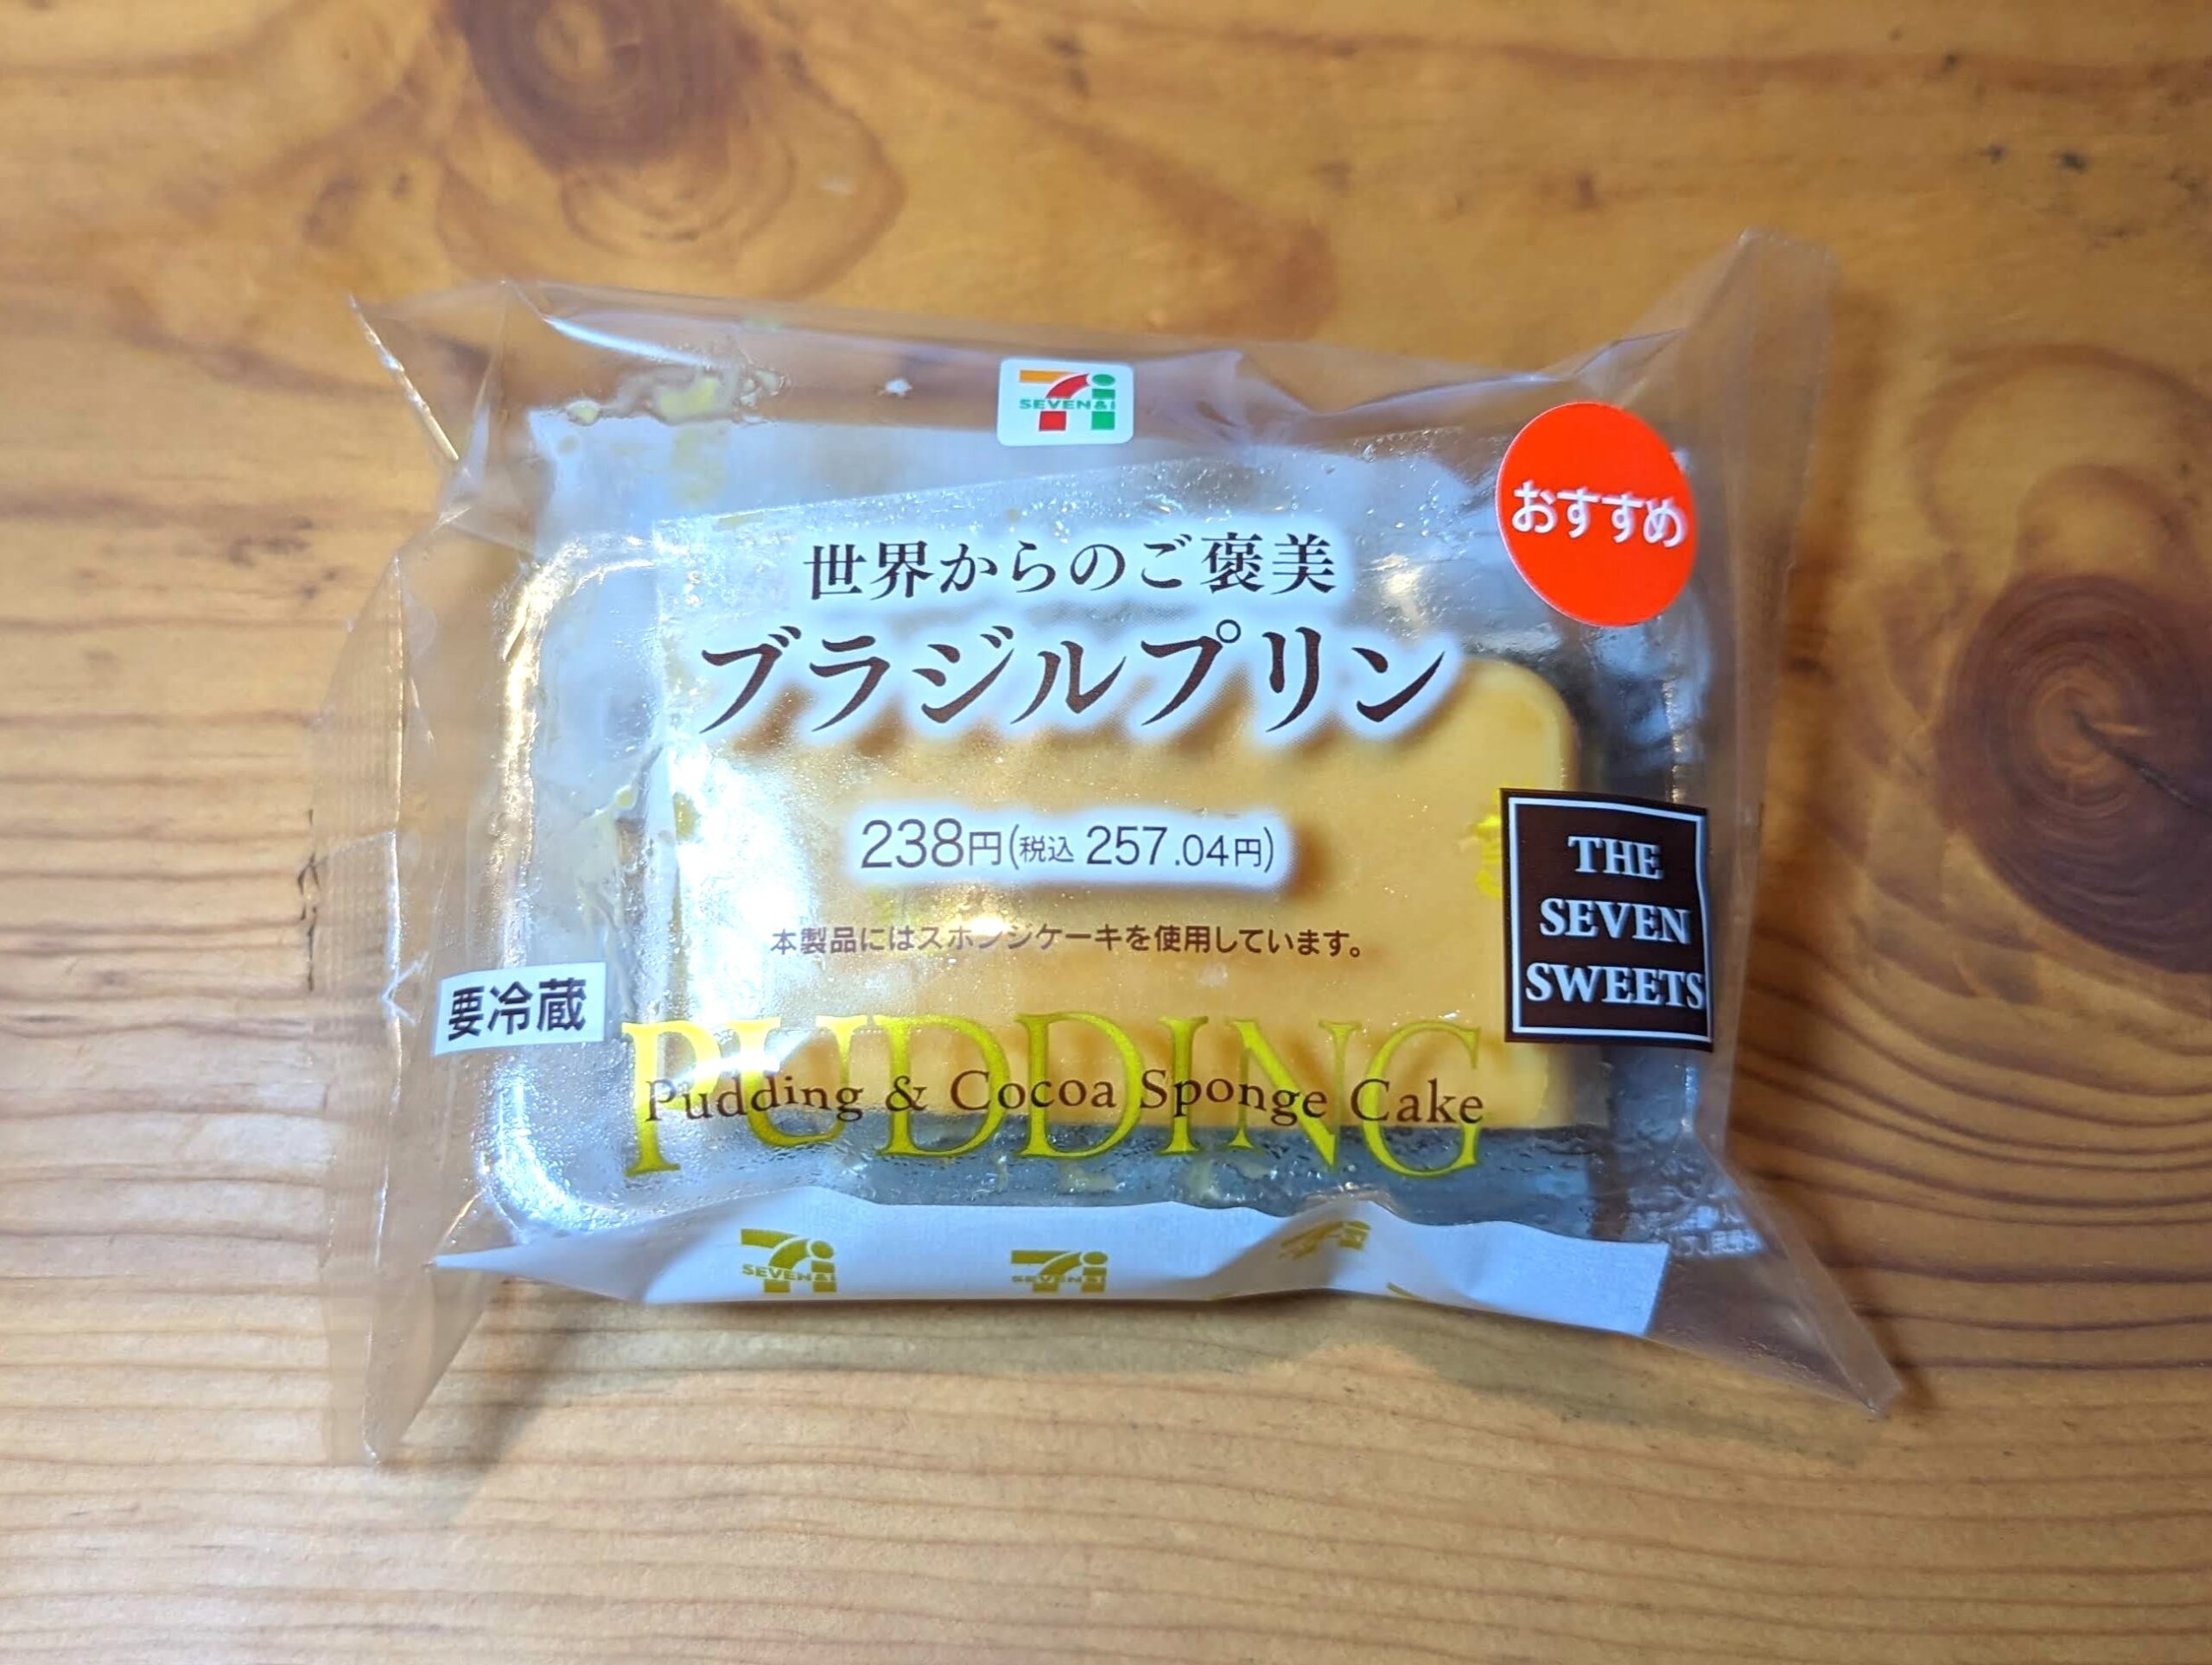 SEVEN&i
おすすめ
世界からのご褒美
ブラジルプリン
238円(税込 257.04円)
本製品にはスポンジケーキを使用しています。
THE
SEVEN
SWEETS
要冷蔵
PUDDING
Pudding & Cocoa Sponge Cake
SEVEN&i
SEVEN&i